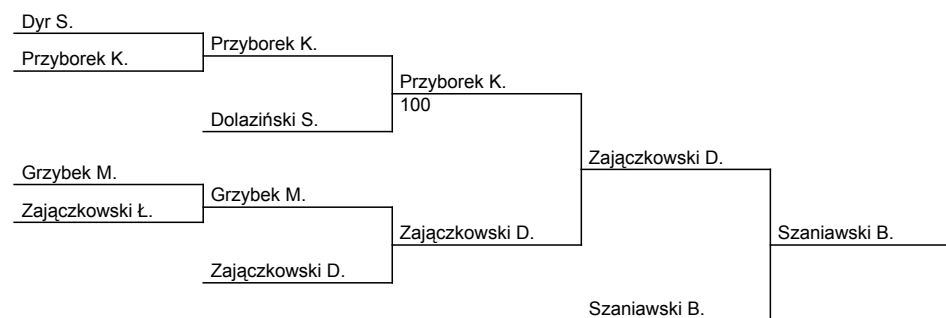 Dyr S.
Przyborek K.
Przyborek K.
Przyborek K.
100
Dolaziński S.
Zajączkowski D.
Grzybek M.
Grzybek M.
Zajączkowski Ł.
Zajączkowski D.
Szaniawski B.
Zajączkowski D.
Szaniawski B.